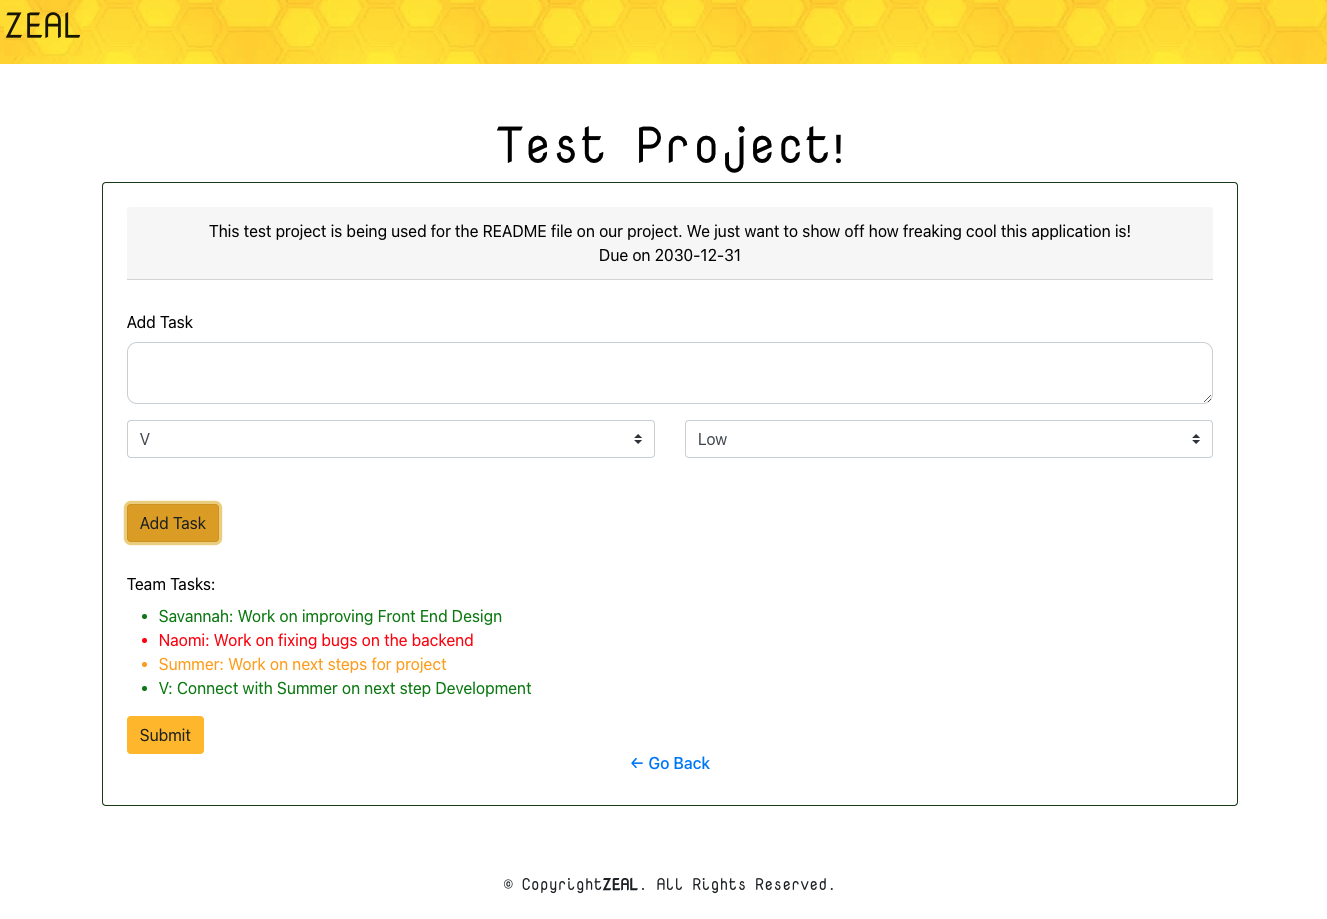 ZEAL
Test Project!
This test project is being used for the README file on our project. We just want to show off how freaking cool this application is!
Due on 2030-12-31
Add Task
V
Low
Add Task
Team Tasks:
• Savannah: Work on improving Front End Design
• Naomi: Work on fixing bugs on the backend
• Summer: Work on next steps for project
• V: Connect with Summer on next step Development
Submit
← Go Back
© CopyrightZEAL. All Rights Reserved.